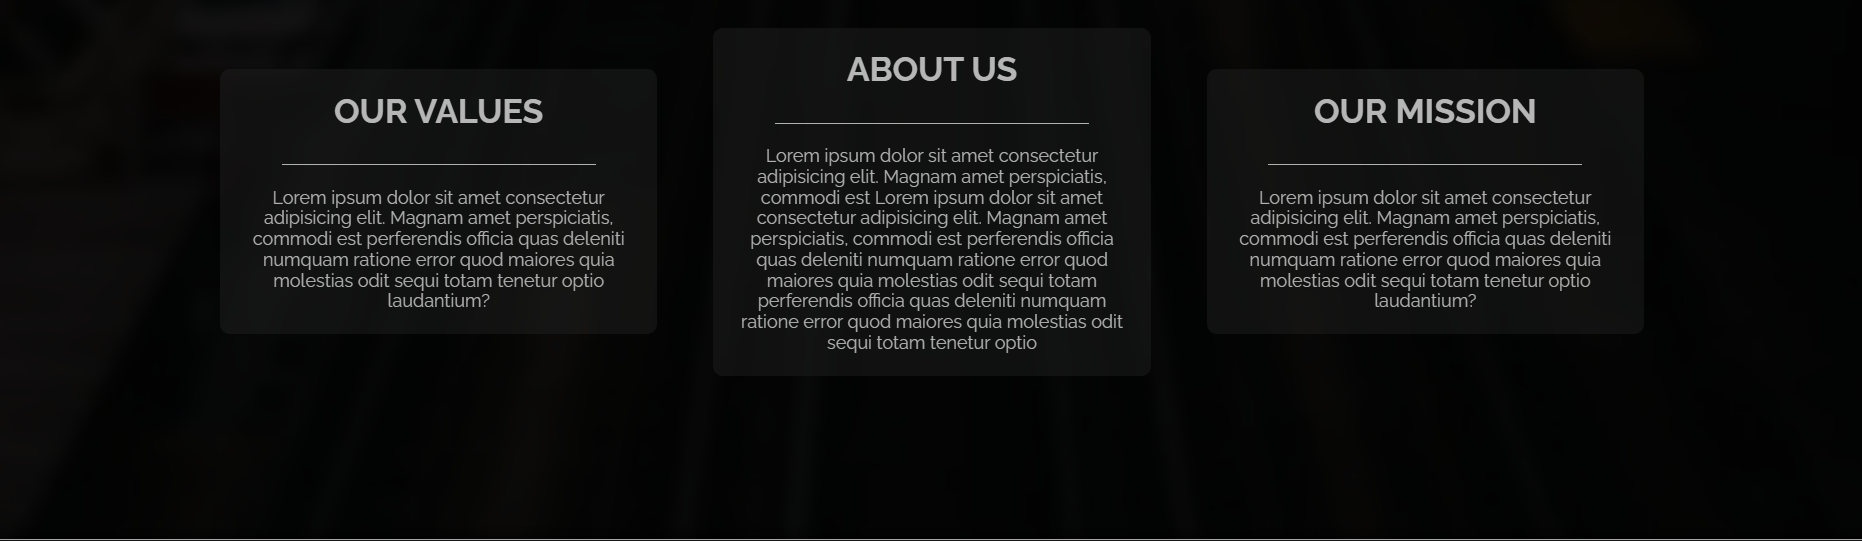 OUR VALUES
Lorem ipsum dolor sit amet consectetur
adipisicing elit. Magnam amet perspiciatis,
commodi est perferendis officia quas deleniti
numquam ratione error quod maiores quia
molestias odit sequi totam tenetur optio
laudantium?
ABOUT US
Lorem ipsum dolor sit amet consectetur
adipisicing elit. Magnam amet perspiciatis,
commodi est Lorem ipsum dolor sit amet
consectetur adipisicing elit. Magnam amet
perspiciatis, commodi est perferendis officia
quas deleniti numquam ratione error quod
maiores quia molestias odit sequi totam
perferendis officia quas deleniti numquam
ratione error quod maiores quia molestias odit
sequi totam tenetur optio
OUR MISSION
Lorem ipsum dolor sit amet consectetur
adipisicing elit. Magnam amet perspiciatis,
commodi est perferendis officia quas deleniti
numquam ratione error quod maiores quia
molestias odit sequi totam tenetur optio
laudantium?